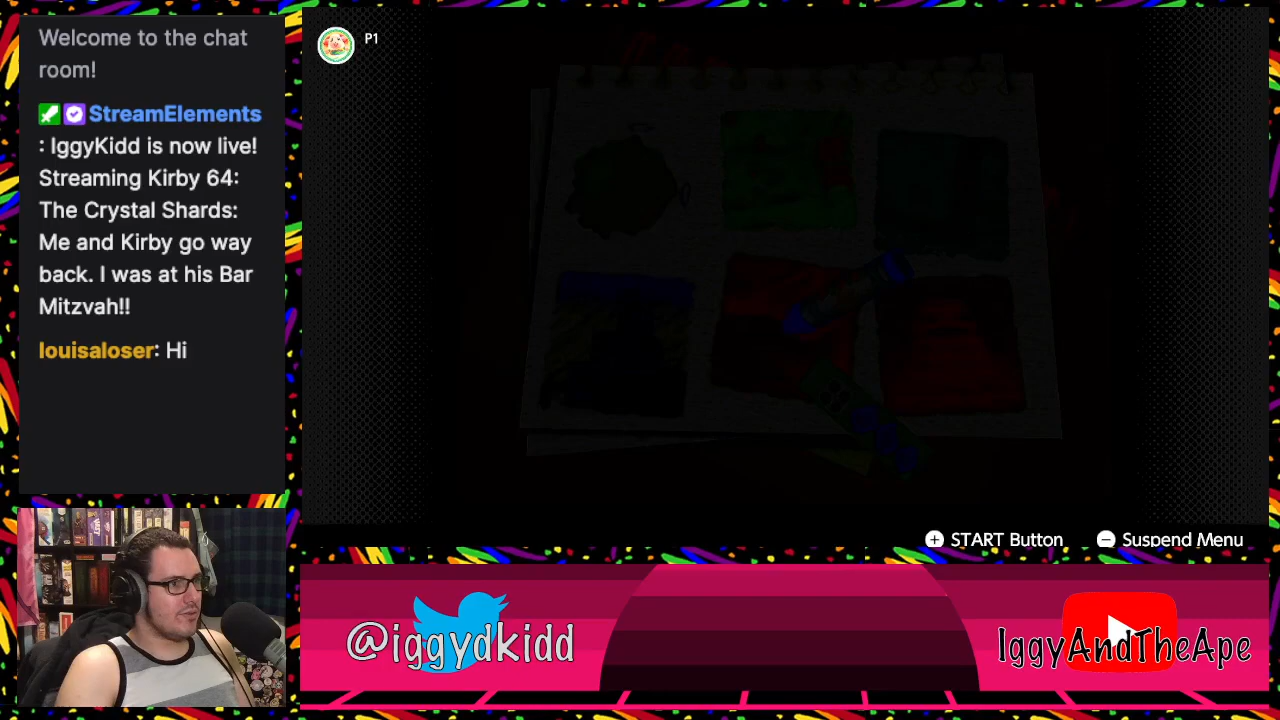 Welcome to the chat
room!
StreamElements
: IggyKidd is now live!
Streaming Kirby 64:
The Crystal Shards:
Me and Kirby go way
back. I was at his Bar
Mitzvah!!
louisaloser: Hi
P1
START Button
Suspend Menu
@iggydkidd
IggyAndTheApe